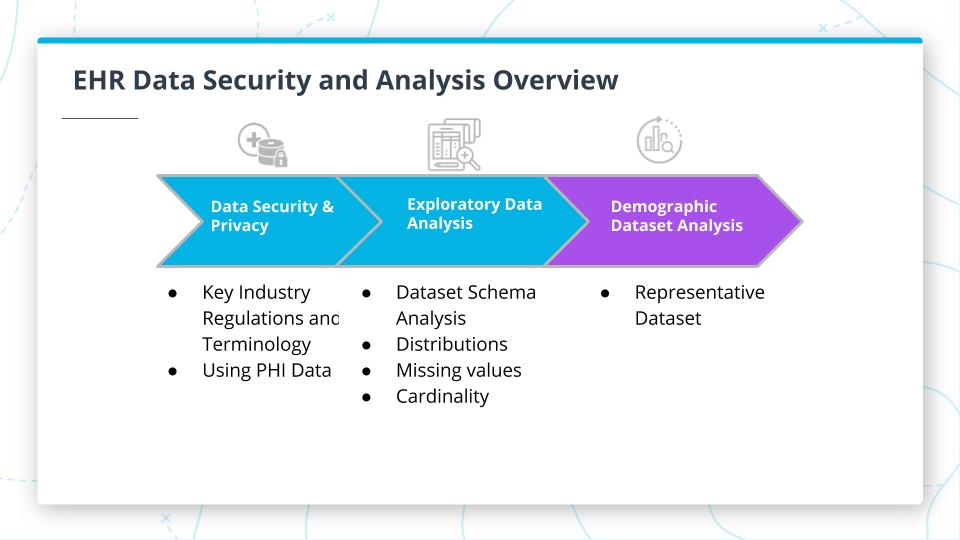 EHR Data Security and Analysis Overview
Data Security &
Privacy
Exploratory Data
Analysis
Demographic
Dataset Analysis
● Key Industry
Regulations and
Terminology
● Using PHI Data
● Dataset Schema
Analysis
● Distributions
● Missing values
● Cardinality
● Representative
Dataset